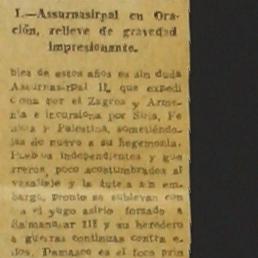 I.—Assurnasirpal en Ora-
ción, relieve de gravedad
impresionante.
bles de estos años es sin duda
Assurnasirpal II, que expedi
ciona por el Zagros y Arme-
nia e incursiona por Siria, Fe
nicia y Palestina, sometiéndo-
las de nuevo a su hegemonía.
Pueblos independientes y gue
rreros, poco acostumbrados al
vasallaje y la tutela sin em-
bargo, pronto se sublevan con
a el yugo asirio forzado a
Salmanasar III y su heredero
a guerras continuas contra e-
llos. Damasco es el foco prin